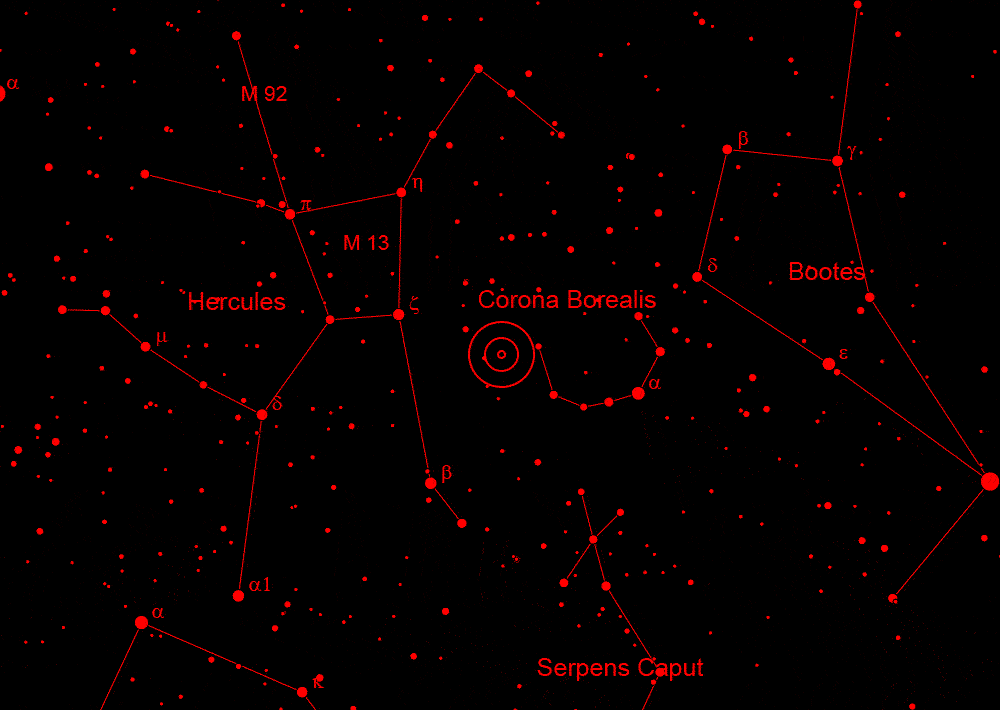 α
M 92
β
γ
η
π
M 13
δ
Bootes
Hercules
Corona Borealis
ζ
μ
ε
α
δ
β
α1
α
Serpens Caput
κ